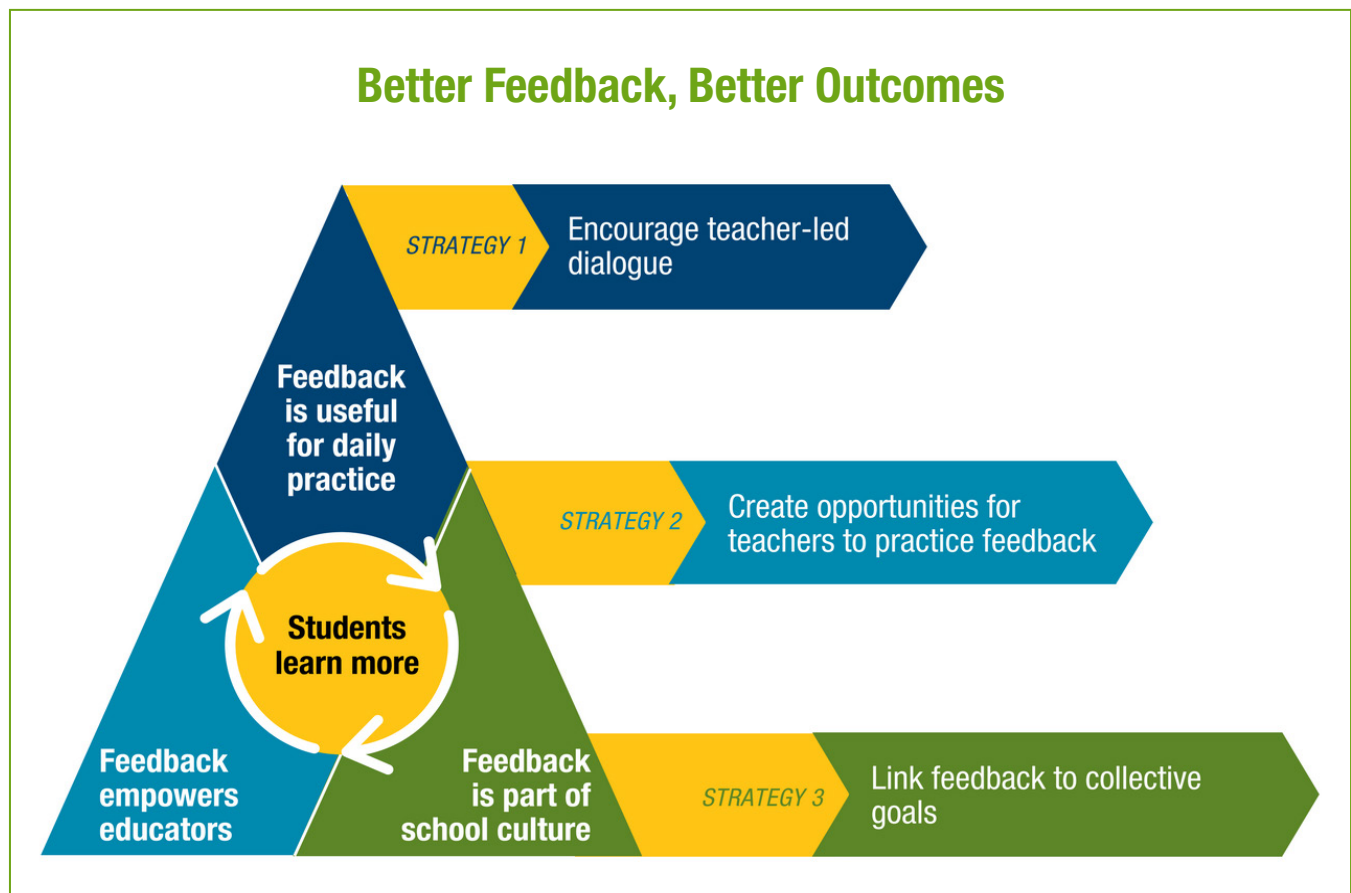 Better Feedback, Better Outcomes
STRATEGY 1
Encourage teacher-led
dialogue
Feedback
is useful
for daily
practice
STRATEGY 2
Create opportunities for
teachers to practice feedback
Students
learn more
Feedback
empowers
educators
Feedback
is part of
school culture
STRATEGY 3
Link feedback to collective
goals